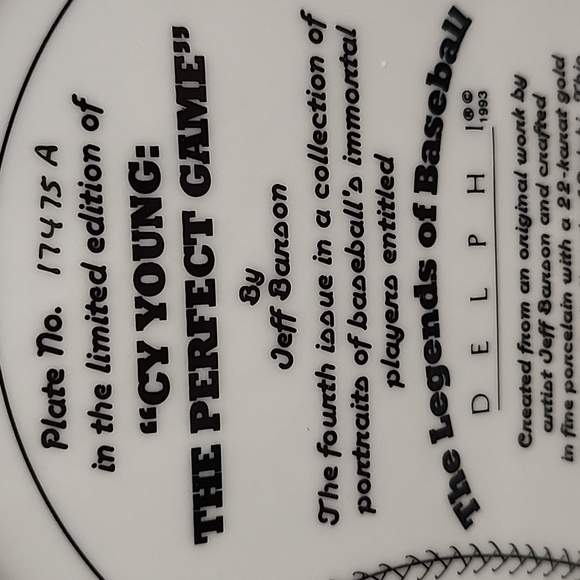 Plate No. 17475 A
in the limited edition of
"CY YOUNG:
THE PERFECT GAME"
By
Jeff Barson
The fourth issue in a collection of
portraits of baseball's immortal
players entitled
The Legends of Baseball
DELPHI®©
1993
Created from an original work by
artist Jeff Barson and crafted
in fine porcelain with a 22-karat gold